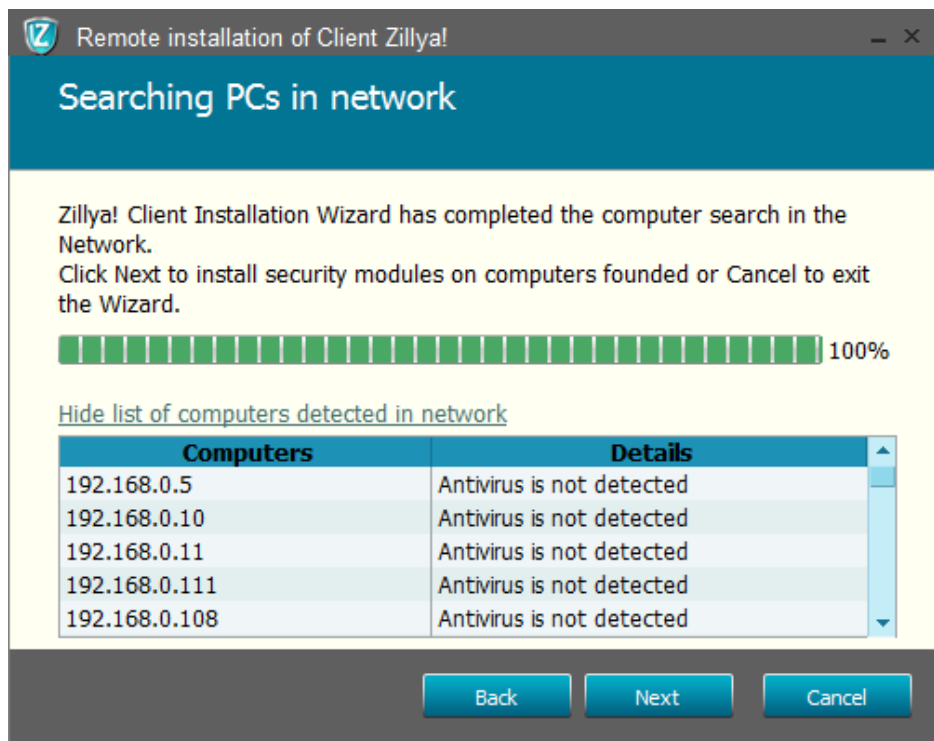 Z Remote installation of Client Zillya!
Searching PCs in network
Zillya! Client Installation Wizard has completed the computer search in the
Network.
Click Next to install security modules on computers founded or Cancel to exit
the Wizard.
100%
Hide list of computers detected in network
Computers Details
192.168.0.5 Antivirus is not detected
192.168.0.10 Antivirus is not detected
192.168.0.11 Antivirus is not detected
192.168.0.111 Antivirus is not detected
192.168.0.108 Antivirus is not detected
Back Next Cancel